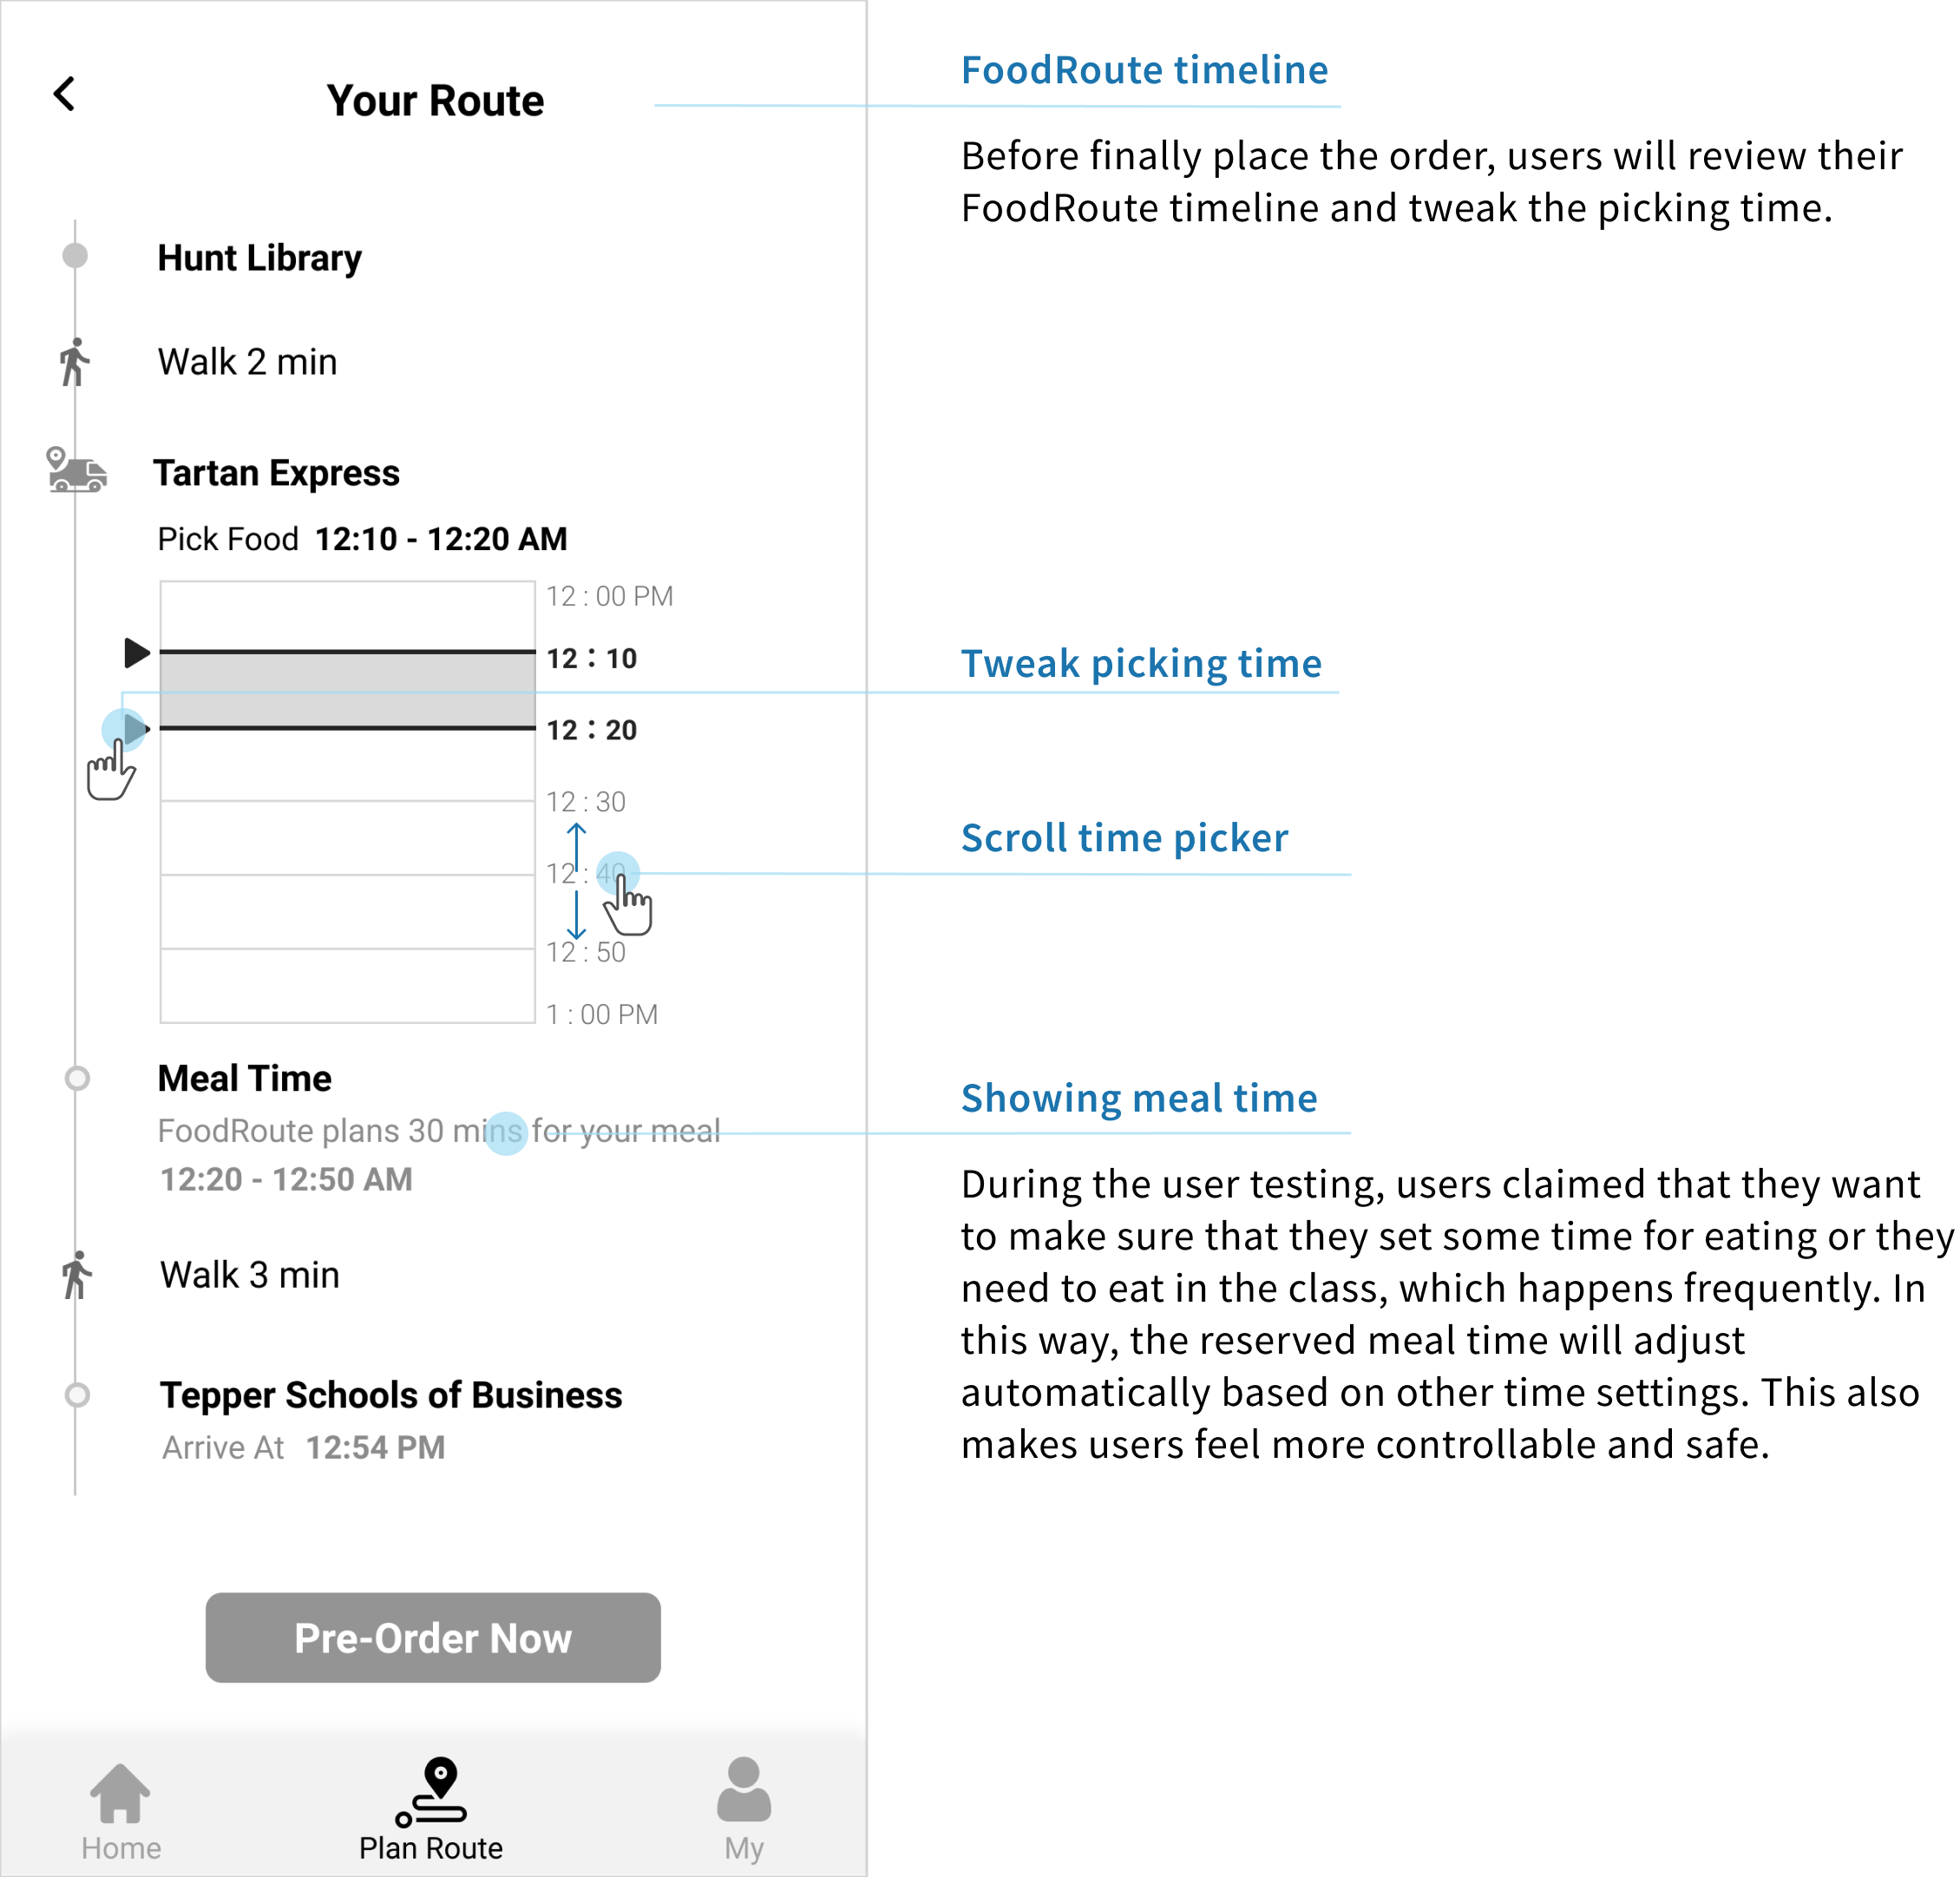 Your Route
Hunt Library
Walk 2 min
Tartan Express
Pick Food 12:10 - 12:20 AM
12 : 00 PM
12 : 10
12 : 20
12 : 30
12 : 40
12 : 50
1 : 00 PM
Meal Time
FoodRoute plans 30 mins for your meal
12:20 - 12:50 AM
Walk 3 min
Tepper Schools of Business
Arrive At 12:54 PM
Pre-Order Now
Home
Plan Route
My
FoodRoute timeline
Before finally place the order, users will review their
FoodRoute timeline and tweak the picking time.
Tweak picking time
Scroll time picker
Showing meal time
During the user testing, users claimed that they want
to make sure that they set some time for eating or they
need to eat in the class, which happens frequently. In
this way, the reserved meal time will adjust
automatically based on other time settings. This also
makes users feel more controllable and safe.